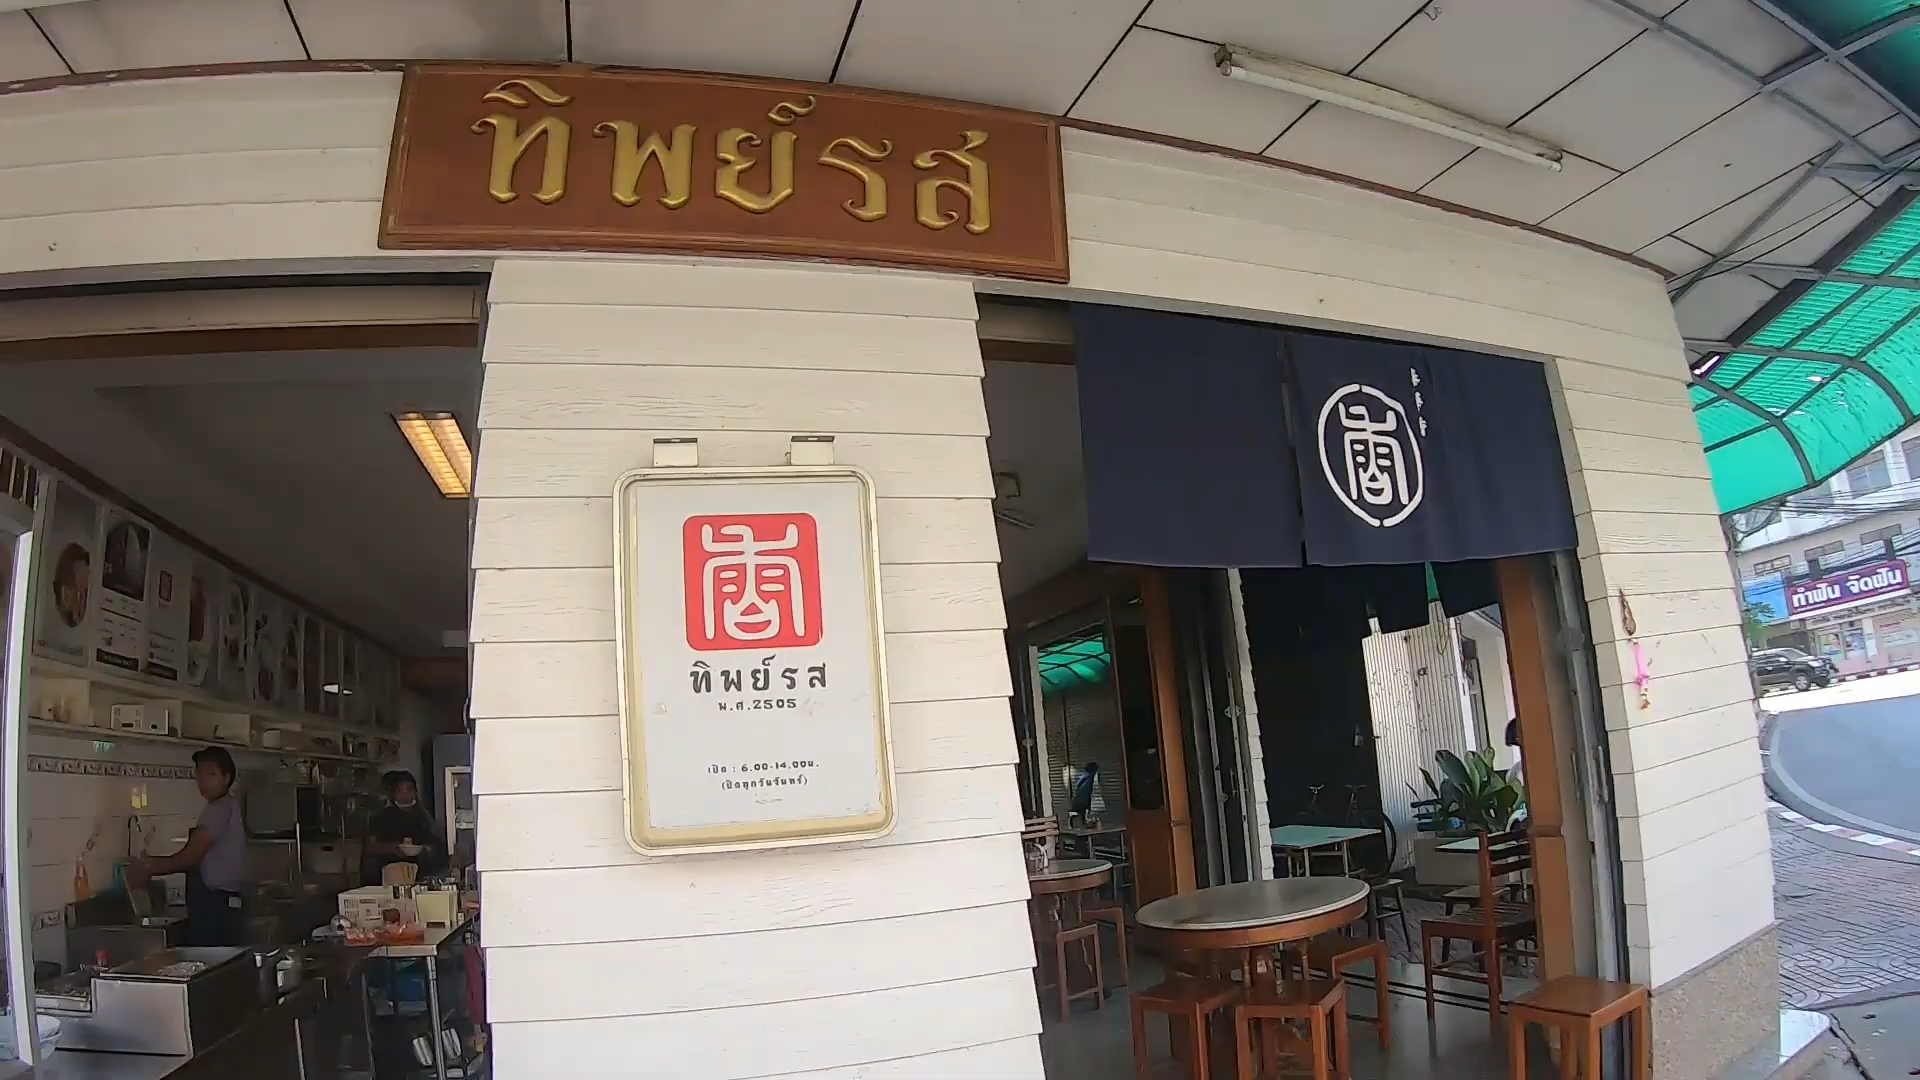 ทิพย์รส
ทิพย์รส
พ.ศ.2505
เปิด : 6.00-14.00น.
(ปิดทุกวันจันทร์)
ทำฟัน จัดฟัน